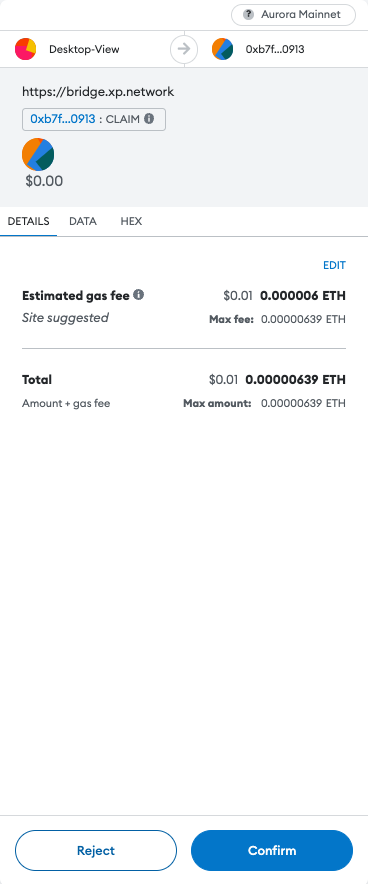 Aurora Mainnet
Desktop-View 0xb7f...0913
https://bridge.xp.network
0xb7f...0913 : CLAIM
$0.00
DETAILS DATA HEX
EDIT
Estimated gas fee $0.01 0.000006 ETH
Site suggested Max fee: 0.00000639 ETH
Total $0.01 0.00000639 ETH
Amount + gas fee Max amount: 0.00000639 ETH
Reject Confirm